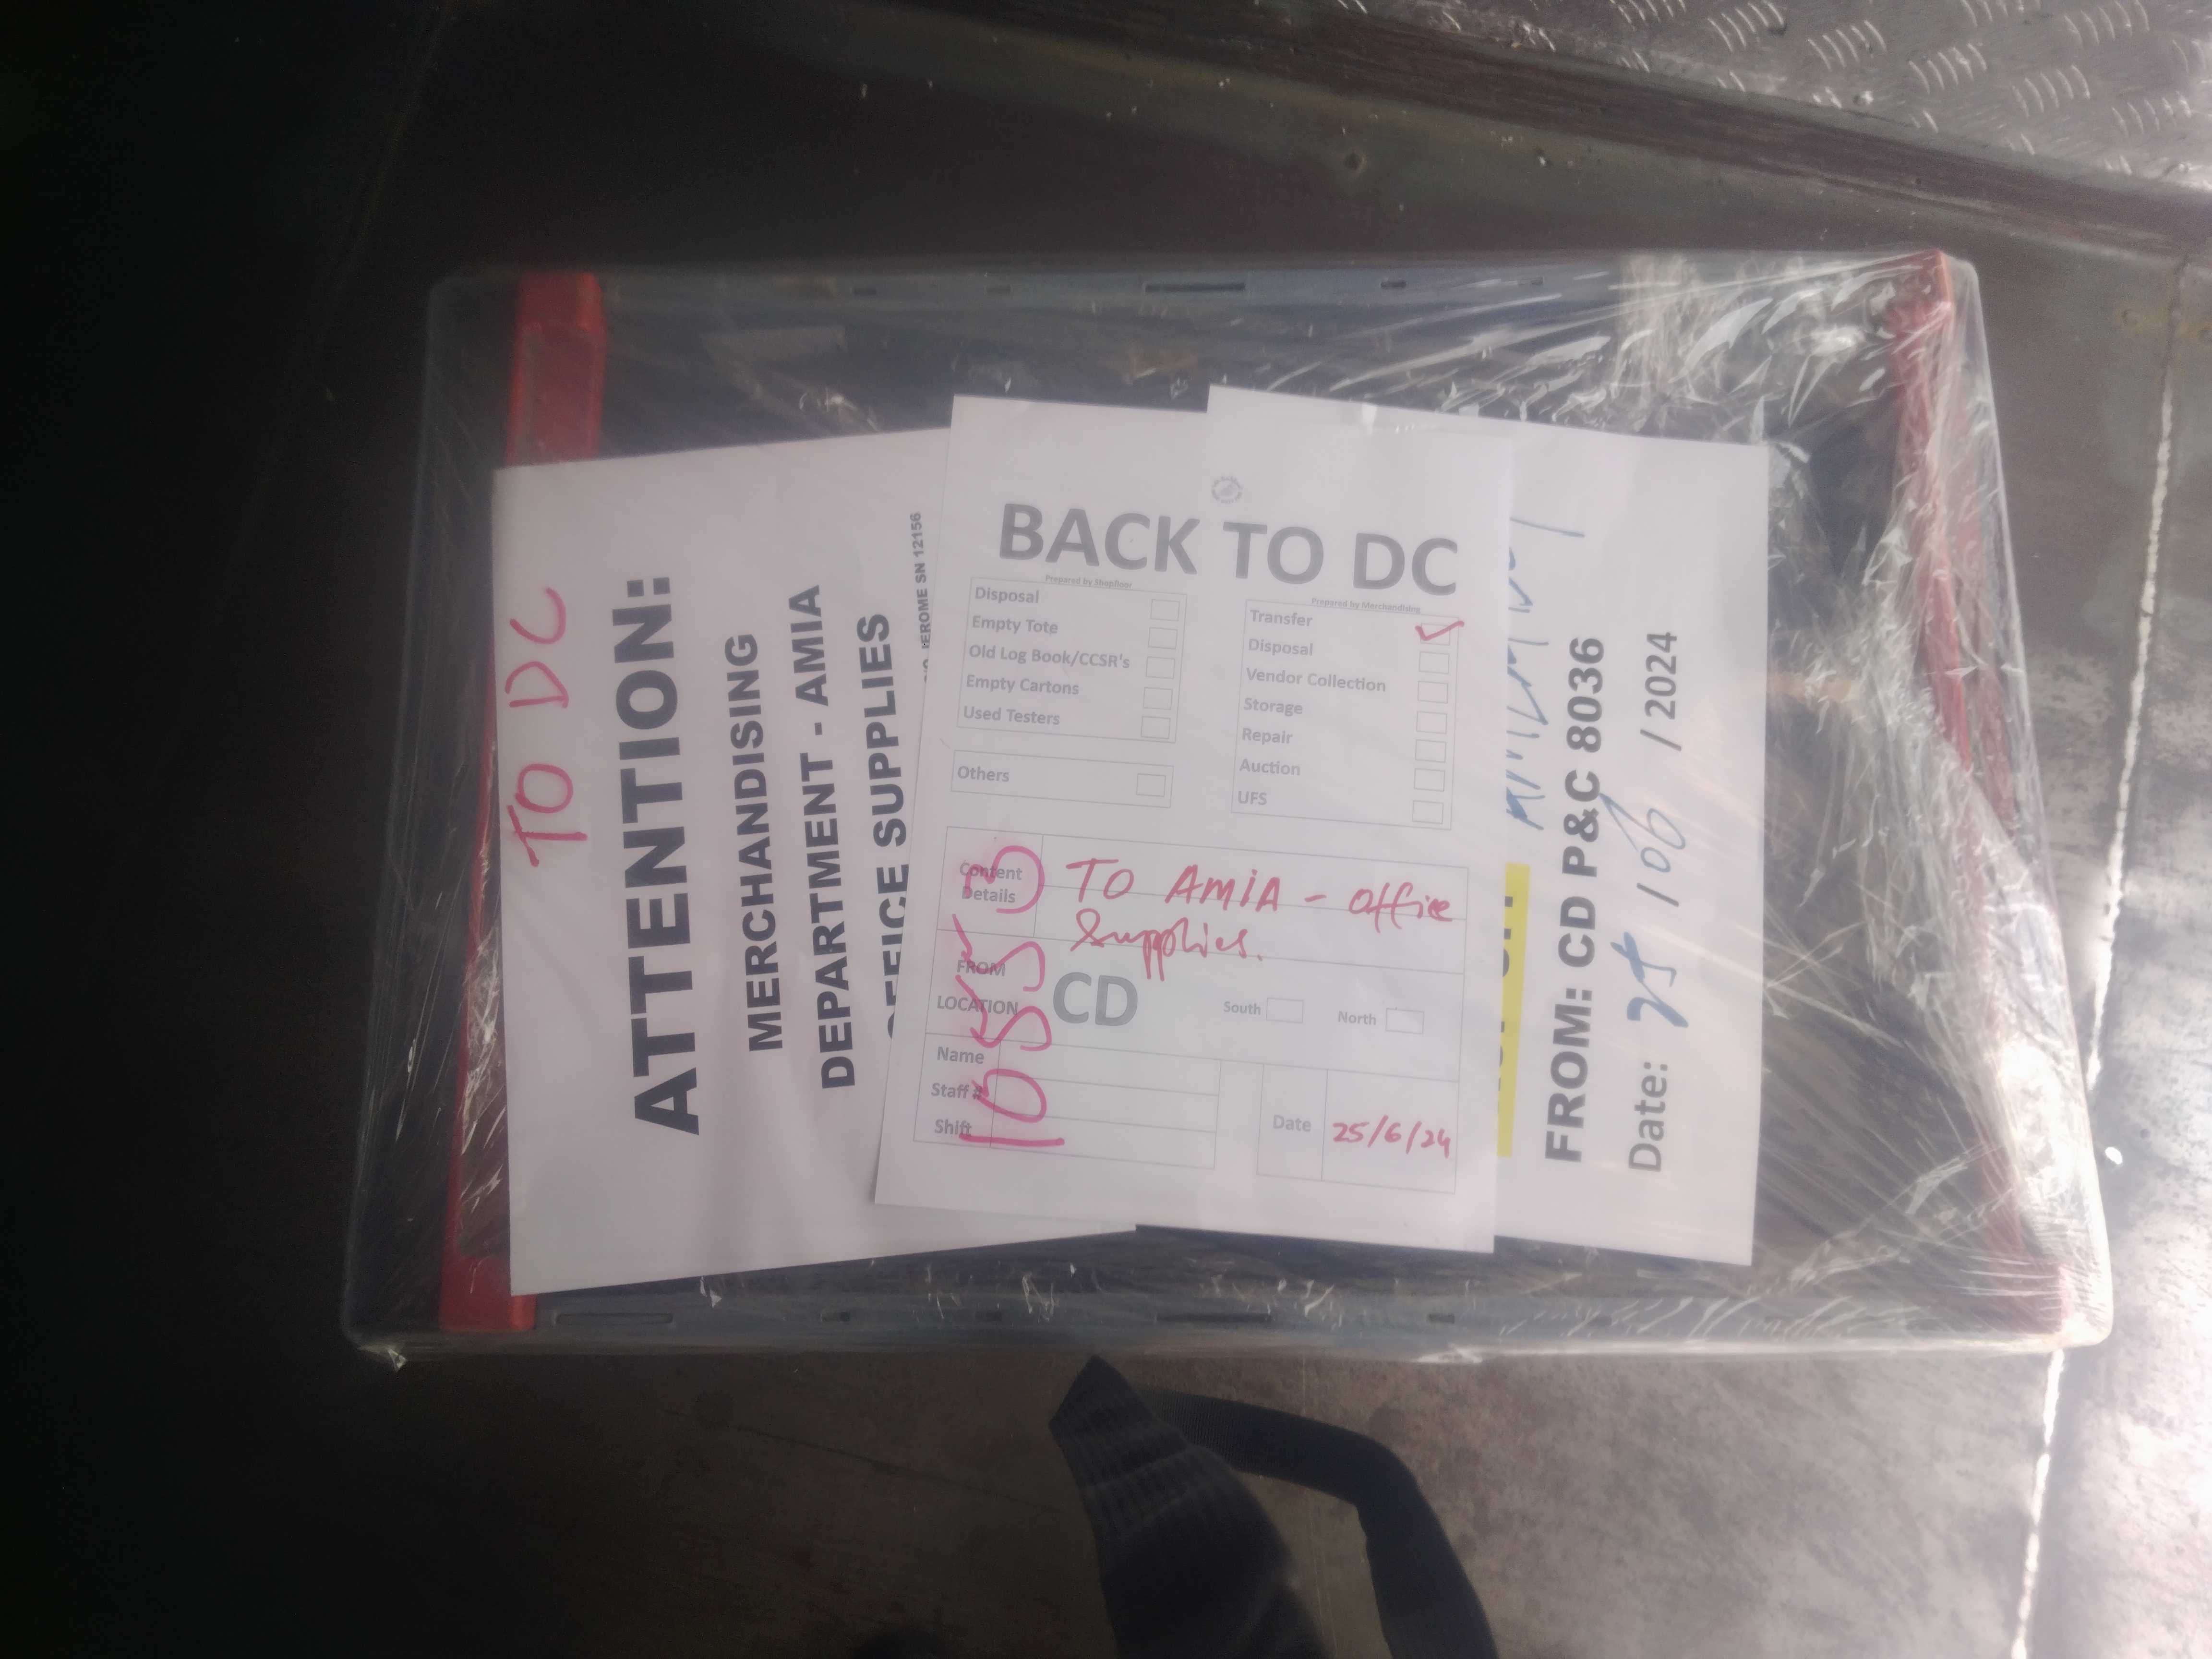 TO DC
ATTENTION:
MERCHANDISING
DEPARTMENT - AMIA
OFFICE SUPPLIES
HEROME SN 12156
BACK TO DC
Prepared by Shopfloor
Disposal
Empty Tote
Old Log Book/CCSR's
Empty Cartons
Used Testers
Others
Prepared by Merchandising
Transfer ✓
Disposal
Vendor Collection
Storage
Repair
Auction
UFS
Content Details TO AMIA - office
Supplies.
FROM LOCATION CD South North
Name
Staff #
Shift
Date 25/6/24
FROM: CD P&C 8036
Date: 25 /06 /2024